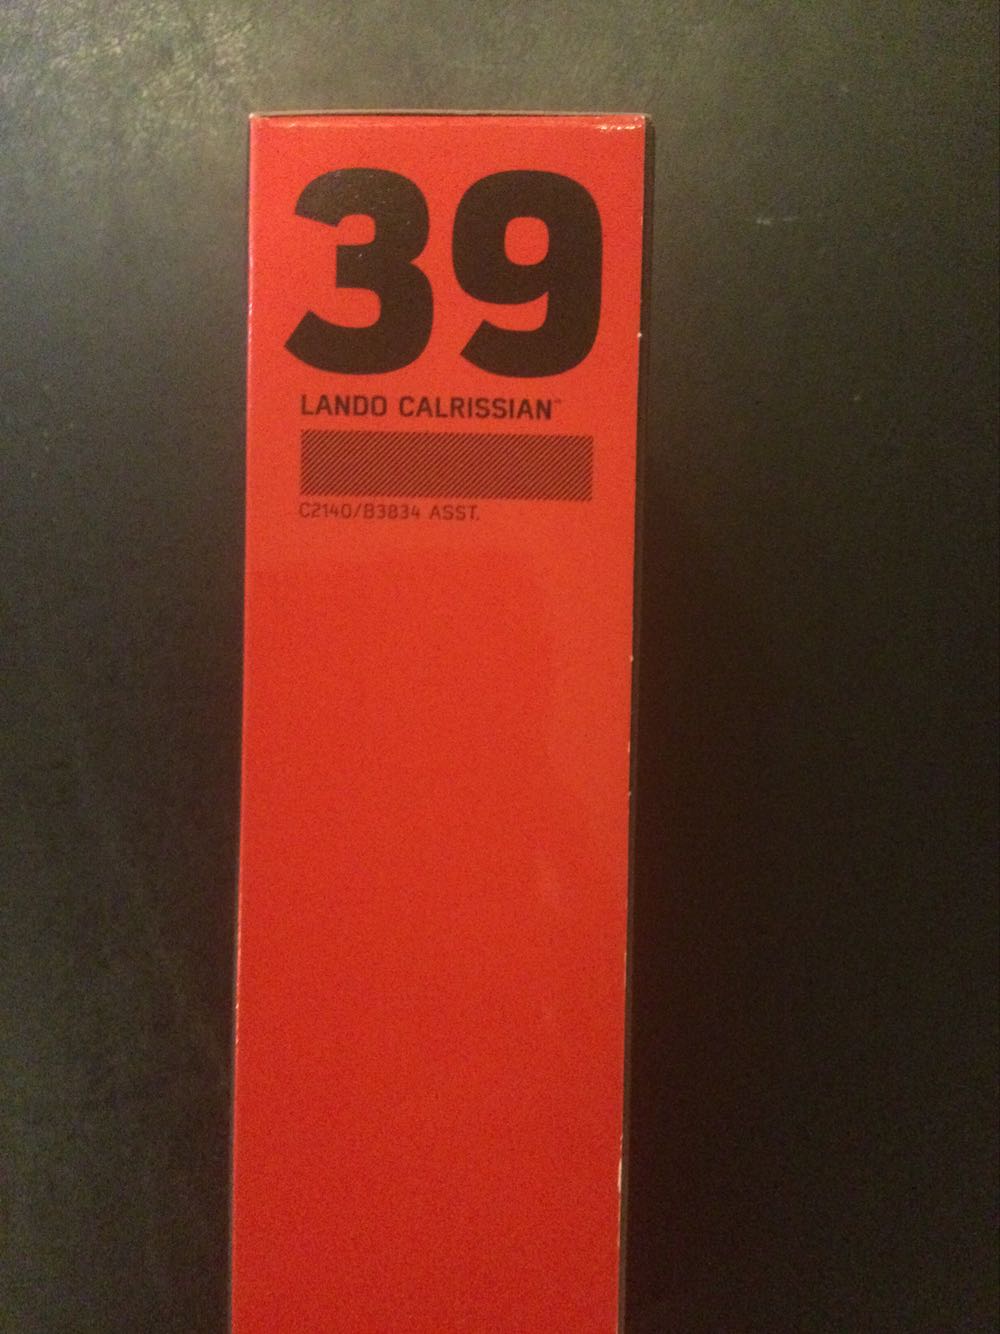 39
LANDO CALRISSIAN™
C2140/B3834 ASST.